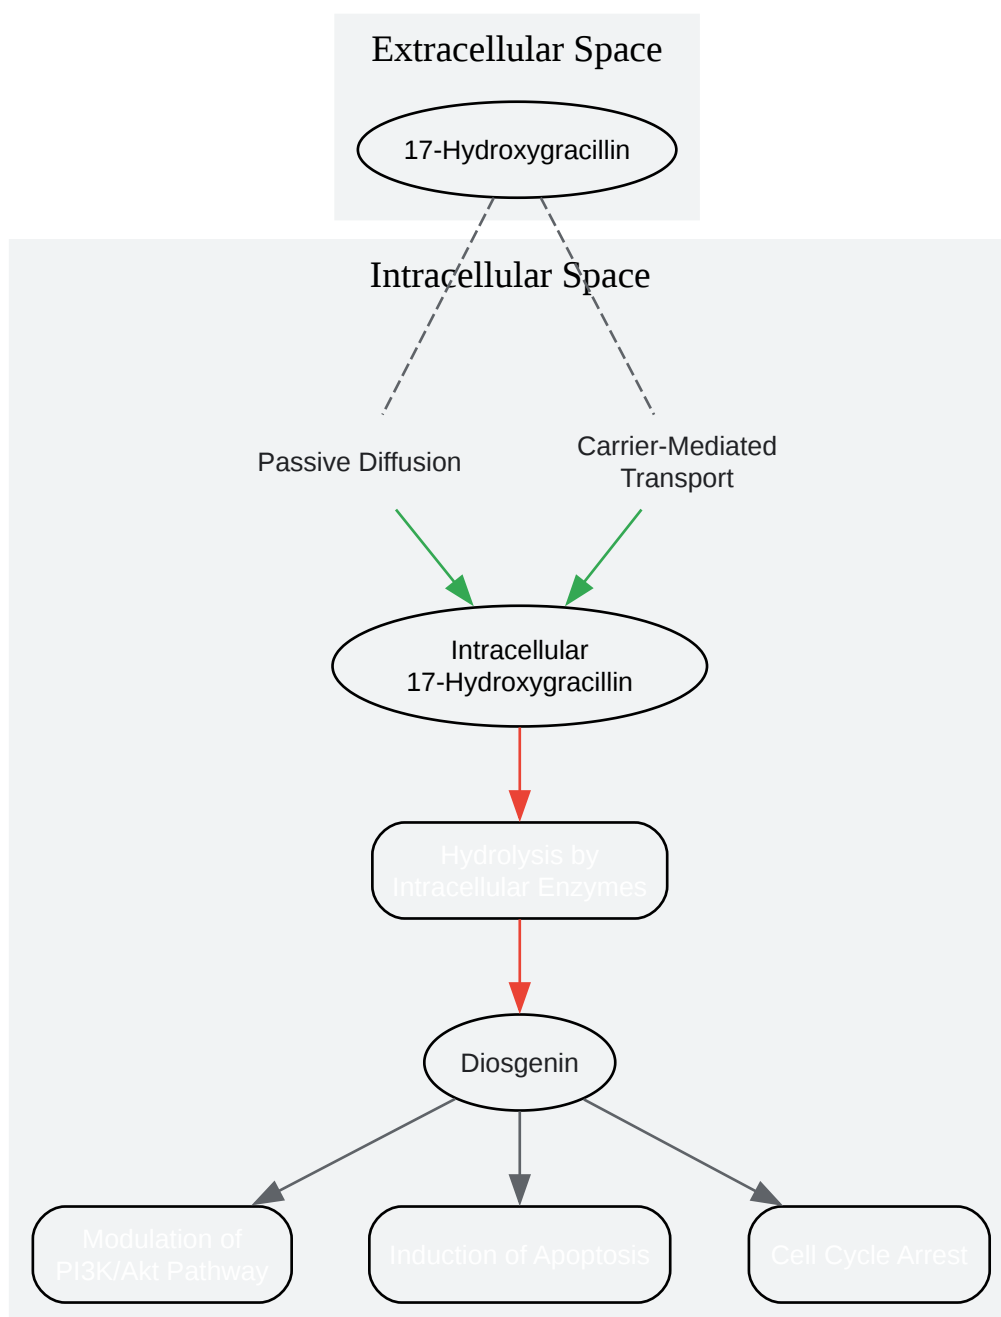 Extracellular Space
17-Hydroxygracillin
Intracellular Space
Passive Diffusion
Carrier-Mediated
Transport
Intracellular
17-Hydroxygracillin
Hydrolysis by
Intracellular Enzymes
Diosgenin
Modulation of
PI3K/Akt Pathway
Induction of Apoptosis
Cell Cycle Arrest